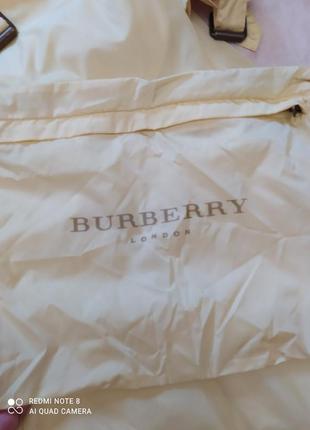 BURBERRY
LONDON
REDMI NOTE 8
AI QUAD CAMERA